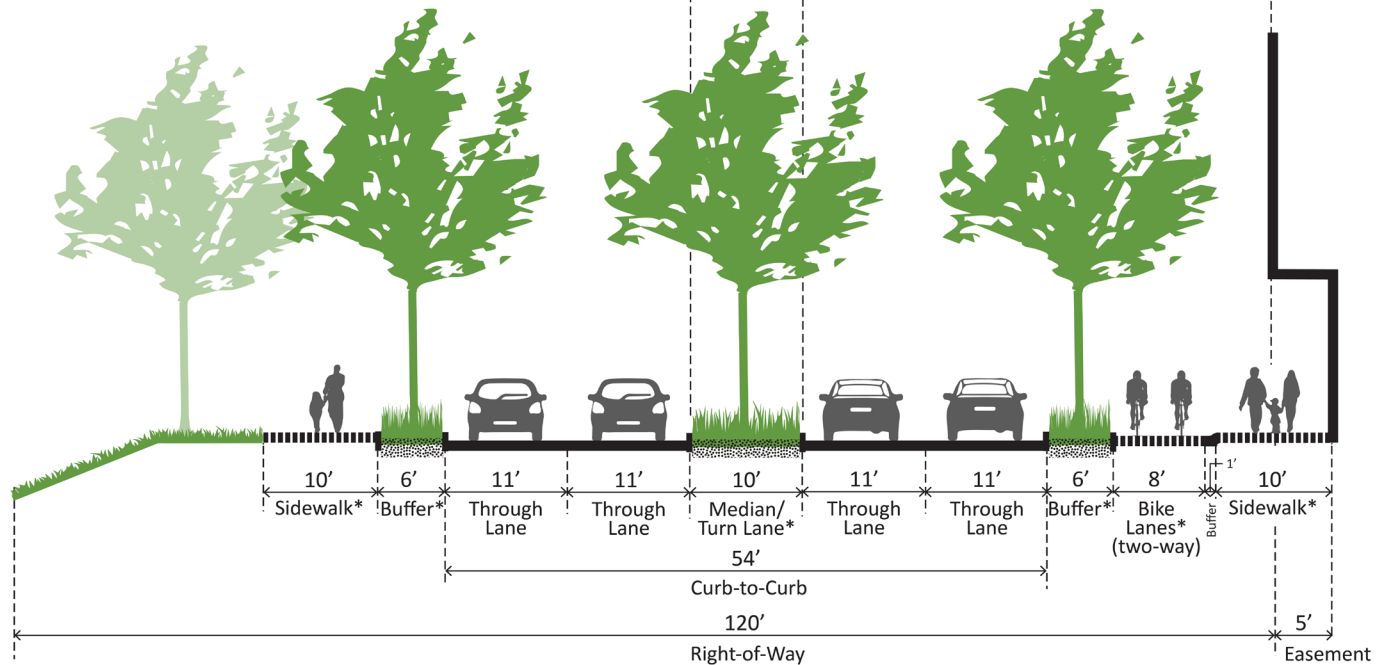 1’
10’
6’
11’
11’
10’
11’
11’
6’
8’
10’
Sidewalk*
Buffer*
Through
Lane
Through
Lane
Median/
Turn Lane*
Through
Lane
Through
Lane
Buffer*
Bike
Lanes*
(two-way)
Buffer
Sidewalk*
54’
Curb-to-Curb
120’
5’
Right-of-Way
Easement